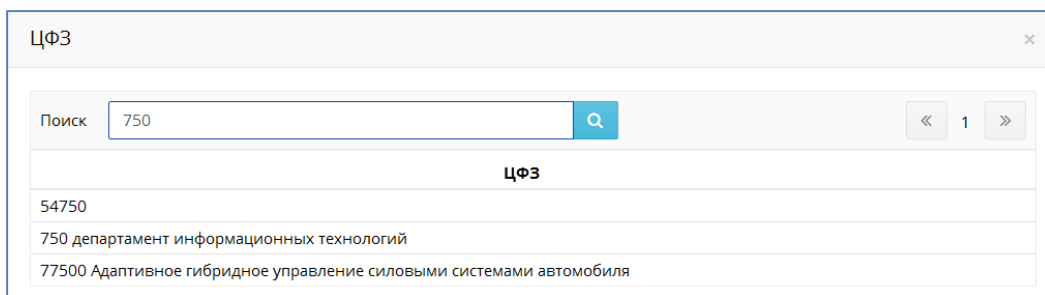 ЦФЗ
×
Поиск 750 « 1 »
ЦФЗ
54750
750 департамент информационных технологий
77500 Адаптивное гибридное управление силовыми системами автомобиля